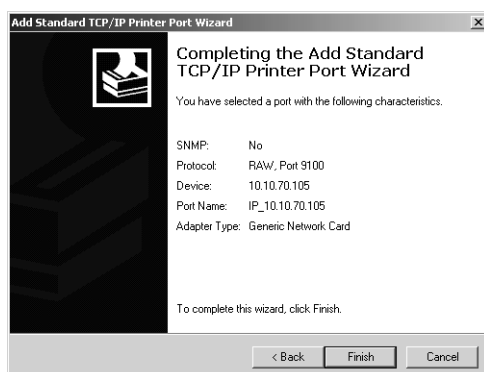 Add Standard TCP/IP Printer Port Wizard
Completing the Add Standard
TCP/IP Printer Port Wizard
You have selected a port with the following characteristics.
SNMP: No
Protocol: RAW, Port 9100
Device: 10.10.70.105
Port Name: IP_10.10.70.105
Adapter Type: Generic Network Card
To complete this wizard, click Finish.
< Back Finish Cancel